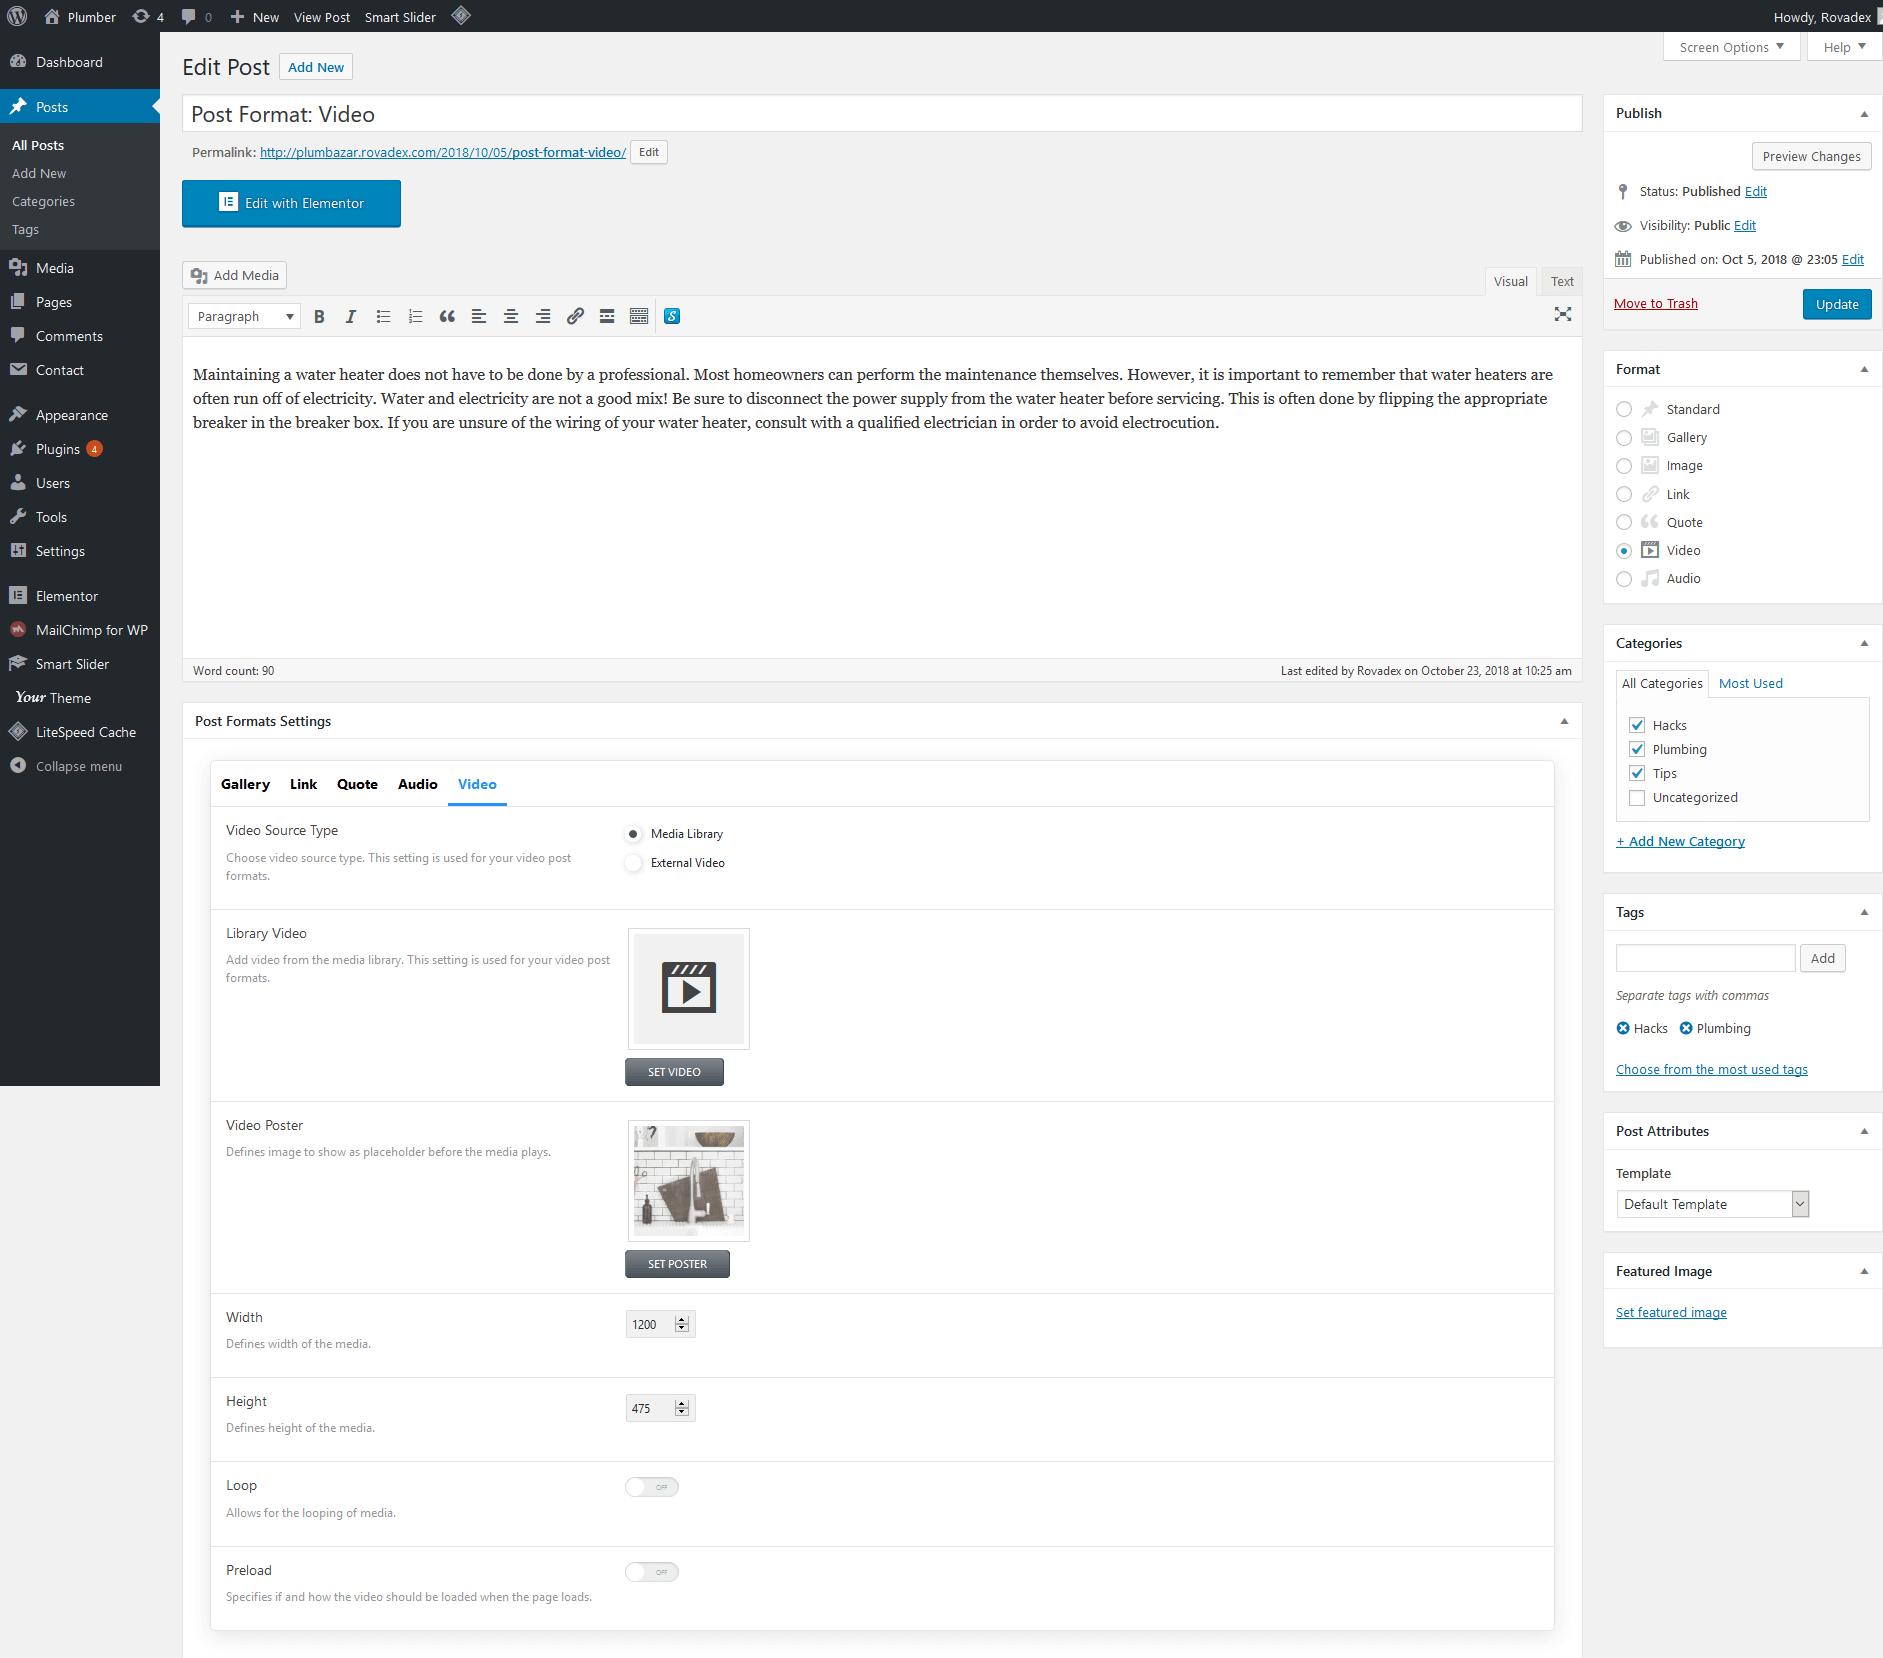 Plumber 4 0 New View Post Smart Slider Howdy, Rovadex
Screen Options Help
Dashboard
Posts
All Posts
Add New
Categories
Tags
Media
Pages
Comments
Contact
Appearance
Plugins 4
Users
Tools
Settings
Elementor
MailChimp for WP
Smart Slider
Your Theme
LiteSpeed Cache
Collapse menu
Edit Post Add New
Post Format: Video
Permalink: http://plumbazar.rovadex.com/2018/10/05/post-format-video/ Edit
Edit with Elementor
Add Media
Visual Text
Paragraph B I S
Maintaining a water heater does not have to be done by a professional. Most homeowners can perform the maintenance themselves. However, it is important to remember that water heaters are
often run off of electricity. Water and electricity are not a good mix! Be sure to disconnect the power supply from the water heater before servicing. This is often done by flipping the appropriate
breaker in the breaker box. If you are unsure of the wiring of your water heater, consult with a qualified electrician in order to avoid electrocution.
Word count: 90 Last edited by Rovadex on October 23, 2018 at 10:25 am
Post Formats Settings
Gallery Link Quote Audio Video
Video Source Type
Choose video source type. This setting is used for your video post
formats.
Media Library
External Video
Library Video
Add video from the media library. This setting is used for your video post
formats.
SET VIDEO
Video Poster
Defines image to show as placeholder before the media plays.
SET POSTER
Width
Defines width of the media.
1200
Height
Defines height of the media.
475
Loop
Allows for the looping of media.
OFF
Preload
Specifies if and how the video should be loaded when the page loads.
OFF
Publish
Preview Changes
Status: Published Edit
Visibility: Public Edit
Published on: Oct 5, 2018 @ 23:05 Edit
Move to Trash Update
Format
Standard
Gallery
Image
Link
Quote
Video
Audio
Categories
All Categories Most Used
Hacks
Plumbing
Tips
Uncategorized
+ Add New Category
Tags
Add
Separate tags with commas
Hacks Plumbing
Choose from the most used tags
Post Attributes
Template
Default Template
Featured Image
Set featured image